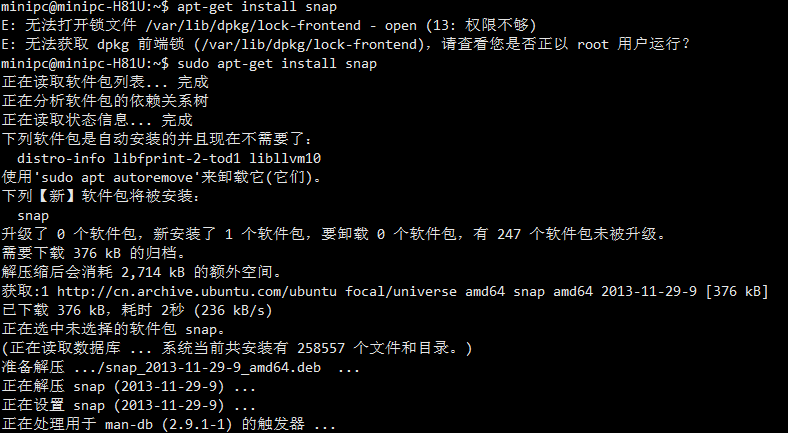 minipc@minipc-H81U:~$ apt-get install snap
E: 无法打开锁文件 /var/lib/dpkg/lock-frontend - open (13: 权限不够)
E: 无法获取 dpkg 前端锁 (/var/lib/dpkg/lock-frontend)，请查看您是否正以 root 用户运行？
minipc@minipc-H81U:~$ sudo apt-get install snap
正在读取软件包列表... 完成
正在分析软件包的依赖关系树
正在读取状态信息... 完成
下列软件包是自动安装的并且现在不需要了：
  distro-info libfprint-2-tod1 libllvm10
使用'sudo apt autoremove'来卸载它(它们)。
下列【新】软件包将被安装：
  snap
升级了 0 个软件包，新安装了 1 个软件包，要卸载 0 个软件包，有 247 个软件包未被升级。
需要下载 376 kB 的归档。
解压缩后会消耗 2,714 kB 的额外空间。
获取:1 http://cn.archive.ubuntu.com/ubuntu focal/universe amd64 snap amd64 2013-11-29-9 [376 kB]
已下载 376 kB，耗时 2秒 (236 kB/s)
正在选中未选择的软件包 snap。
(正在读取数据库 ... 系统当前共安装有 258557 个文件和目录。)
准备解压 .../snap_2013-11-29-9_amd64.deb  ...
正在解压 snap (2013-11-29-9) ...
正在设置 snap (2013-11-29-9) ...
正在处理用于 man-db (2.9.1-1) 的触发器 ...